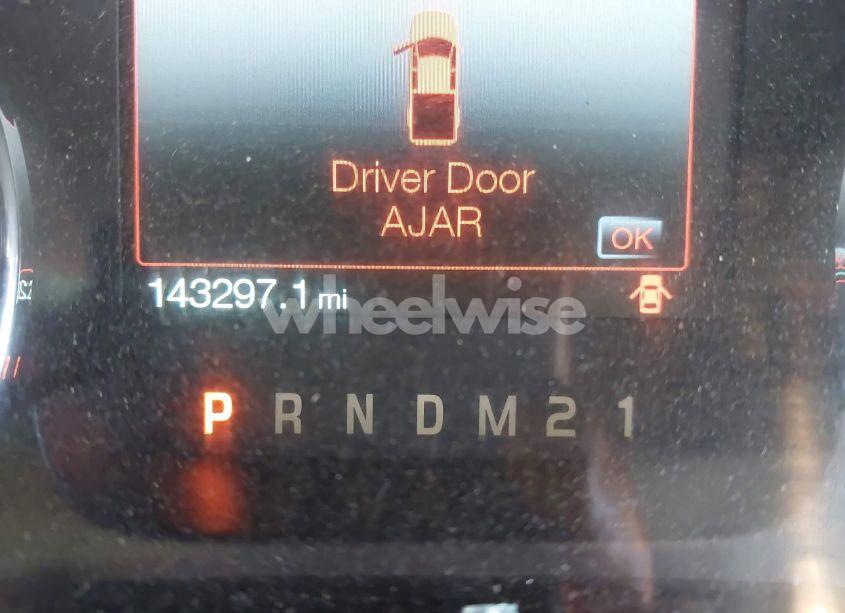 Driver Door
AJAR
OK
143297.1 mi
wheelwise
P R N D M 2 1